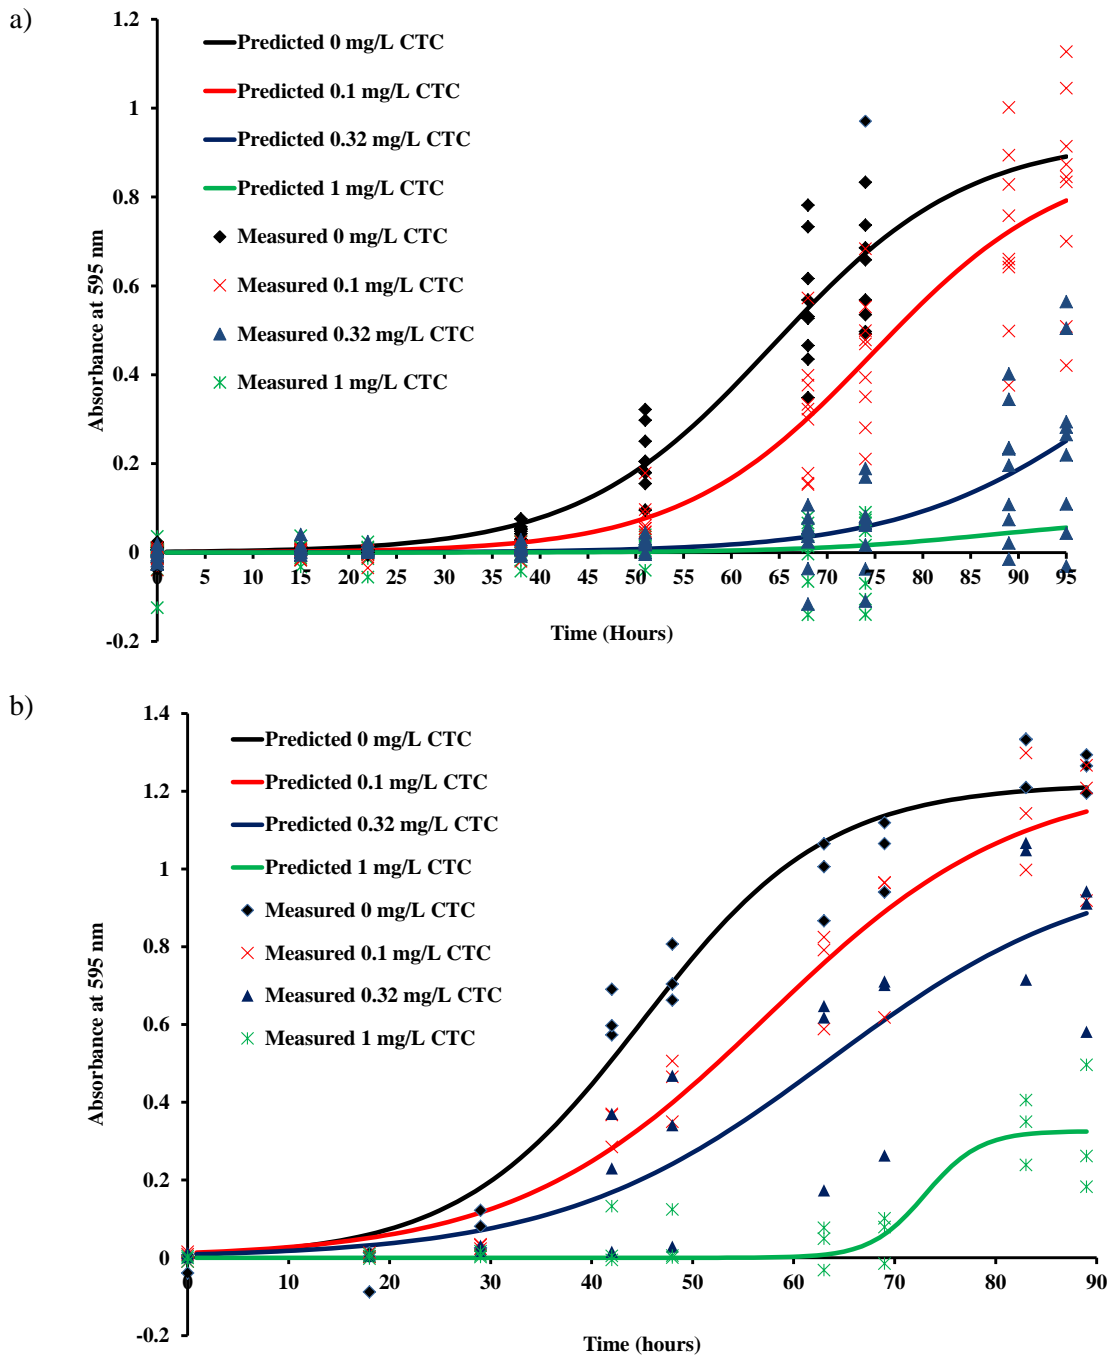 a)
1.2
1
0.8
0.6
0.4
0.2
0
-0.2
Absorbance at 595 nm
Predicted 0 mg/L CTC
Predicted 0.1 mg/L CTC
Predicted 0.32 mg/L CTC
Predicted 1 mg/L CTC
Measured 0 mg/L CTC
Measured 0.1 mg/L CTC
Measured 0.32 mg/L CTC
Measured 1 mg/L CTC
0 5 10 15 20 25 30 35 40 45 50 55 60 65 70 75 80 85 90 95
Time (Hours)
b)
1.4
1.2
1
0.8
0.6
0.4
0.2
0
-0.2
Absorbance at 595 nm
Predicted 0 mg/L CTC
Predicted 0.1 mg/L CTC
Predicted 0.32 mg/L CTC
Predicted 1 mg/L CTC
Measured 0 mg/L CTC
Measured 0.1 mg/L CTC
Measured 0.32 mg/L CTC
Measured 1 mg/L CTC
0 10 20 30 40 50 60 70 80 90
Time (hours)